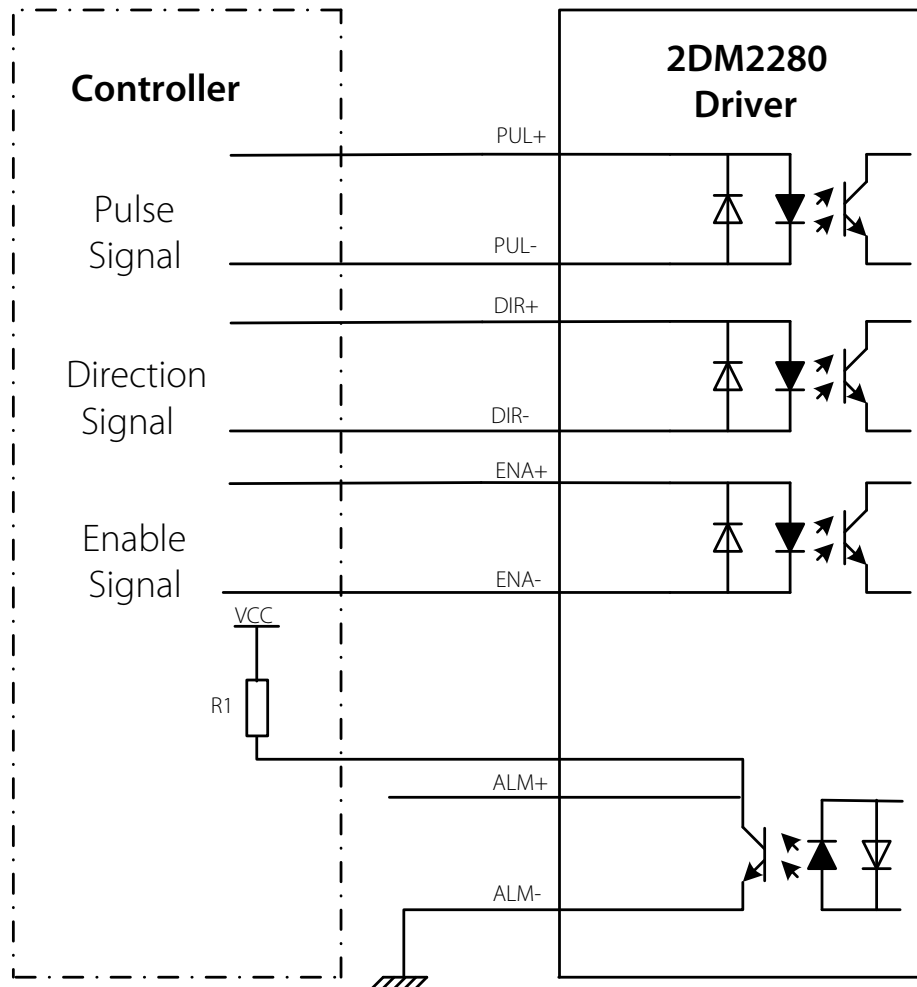 Controller
2DM2280
Driver
PUL+
Pulse
Signal
PUL-
DIR+
Direction
Signal
DIR-
ENA+
Enable
Signal
ENA-
VCC
R1
ALM+
ALM-